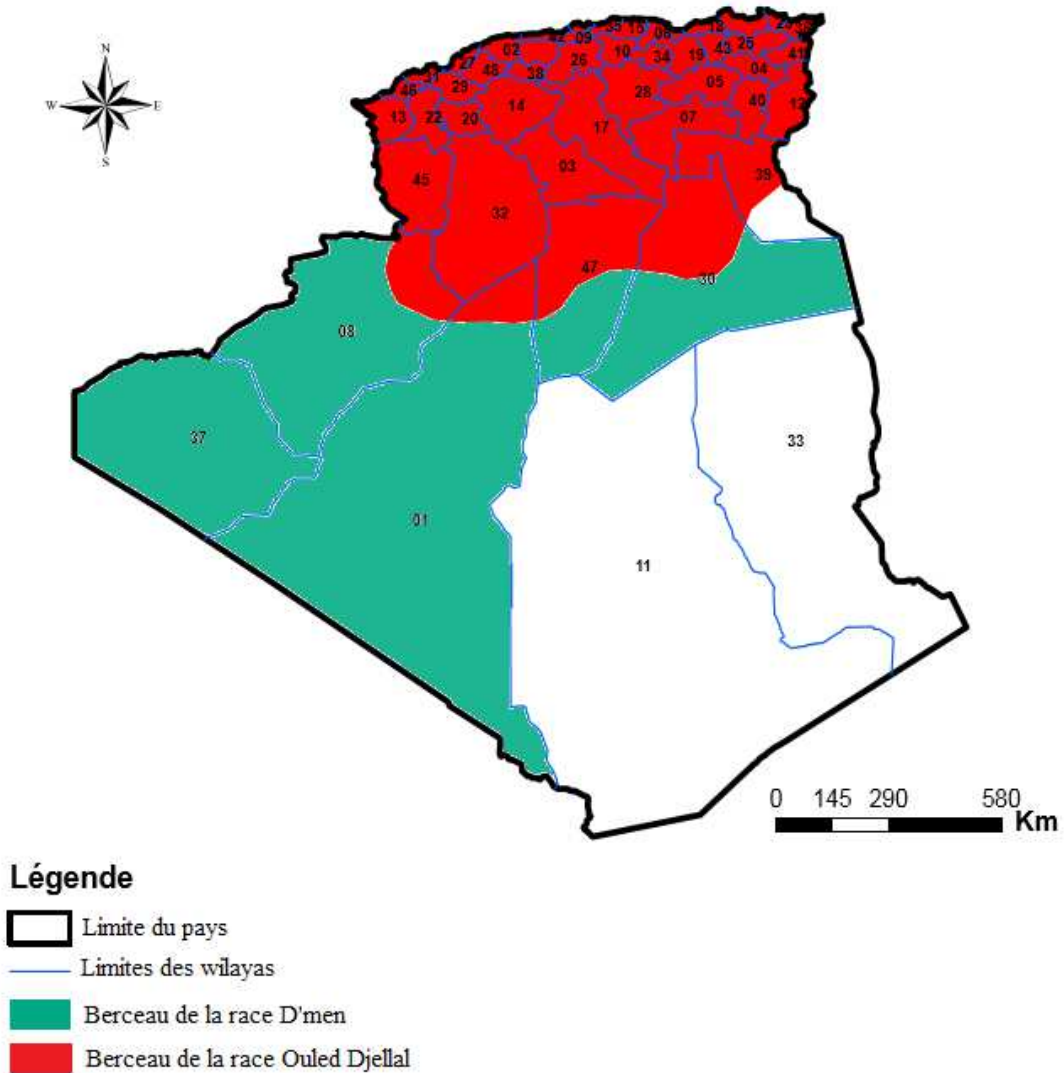 N
W E
S
35 15 18
42 09 06 43
02 10 19 25
27 26 34 41
31 48 38 04
46 29 05
14 28 40 12
13 22 20 07
17
03
45 39
32
47
30
08
37 33
01
11
0 145 290 580
Km
Légende
Limite du pays
Limites des wilayas
Berceau de la race D'men
Berceau de la race Ouled Djellal